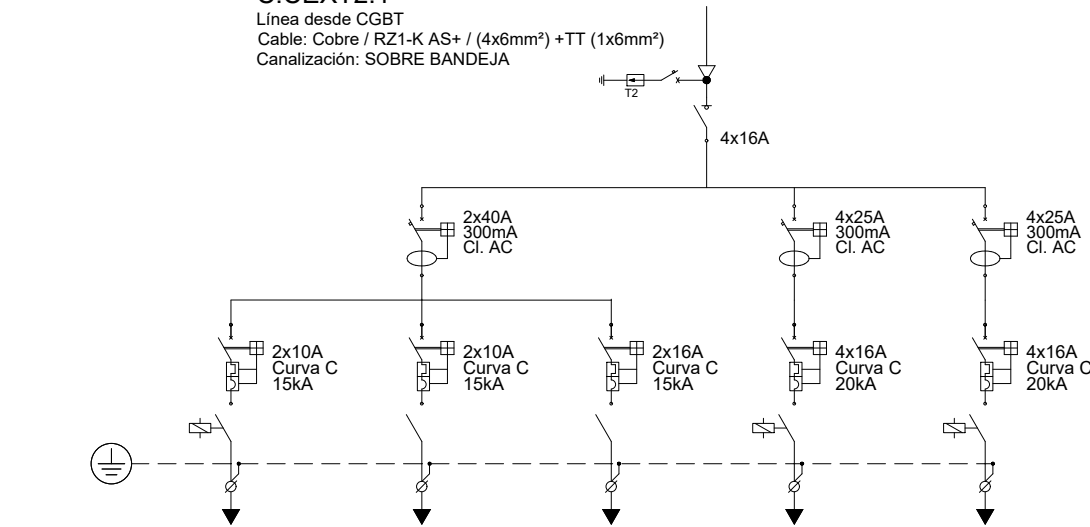 Línea desde CGBT
Cable: Cobre / RZ1-K AS+ / (4x6mm²) +TT (1x6mm²)
Canalización: SOBRE BANDEJA
T2
4x16A
2x40A
300mA
Cl. AC
4x25A
300mA
Cl. AC
4x25A
300mA
Cl. AC
2x10A
Curva C
15kA
2x10A
Curva C
15kA
2x16A
Curva C
15kA
4x16A
Curva C
20kA
4x16A
Curva C
20kA